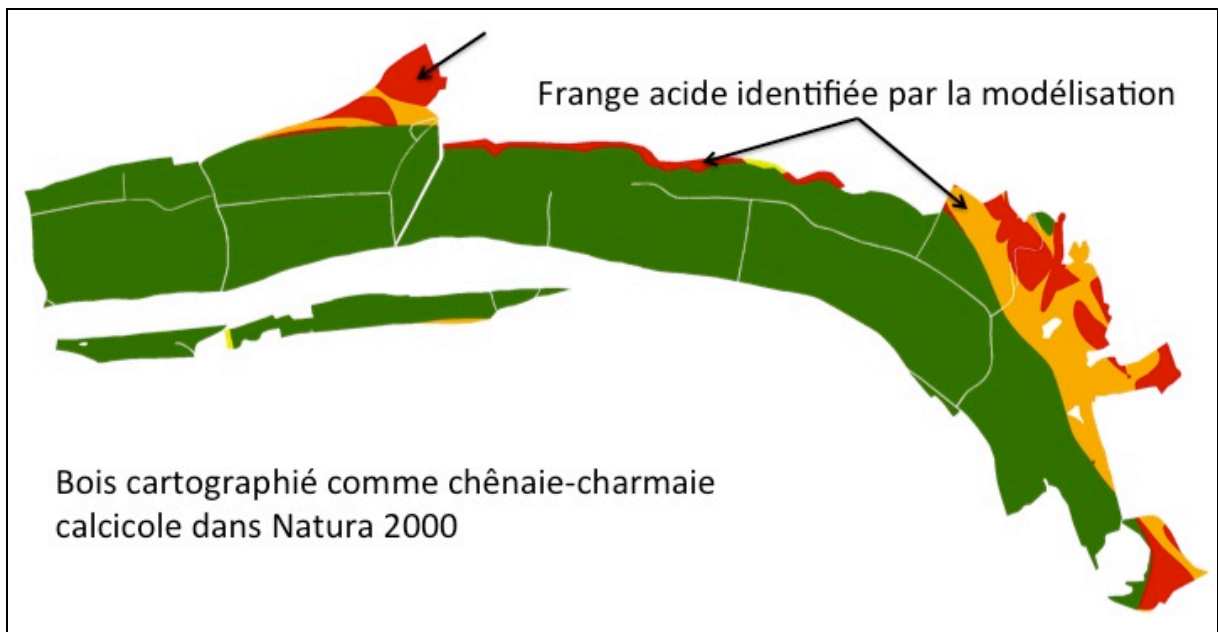 Frange acide identifiée par la modélisation
Bois cartographié comme chênaie-charmaie
calcicole dans Natura 2000